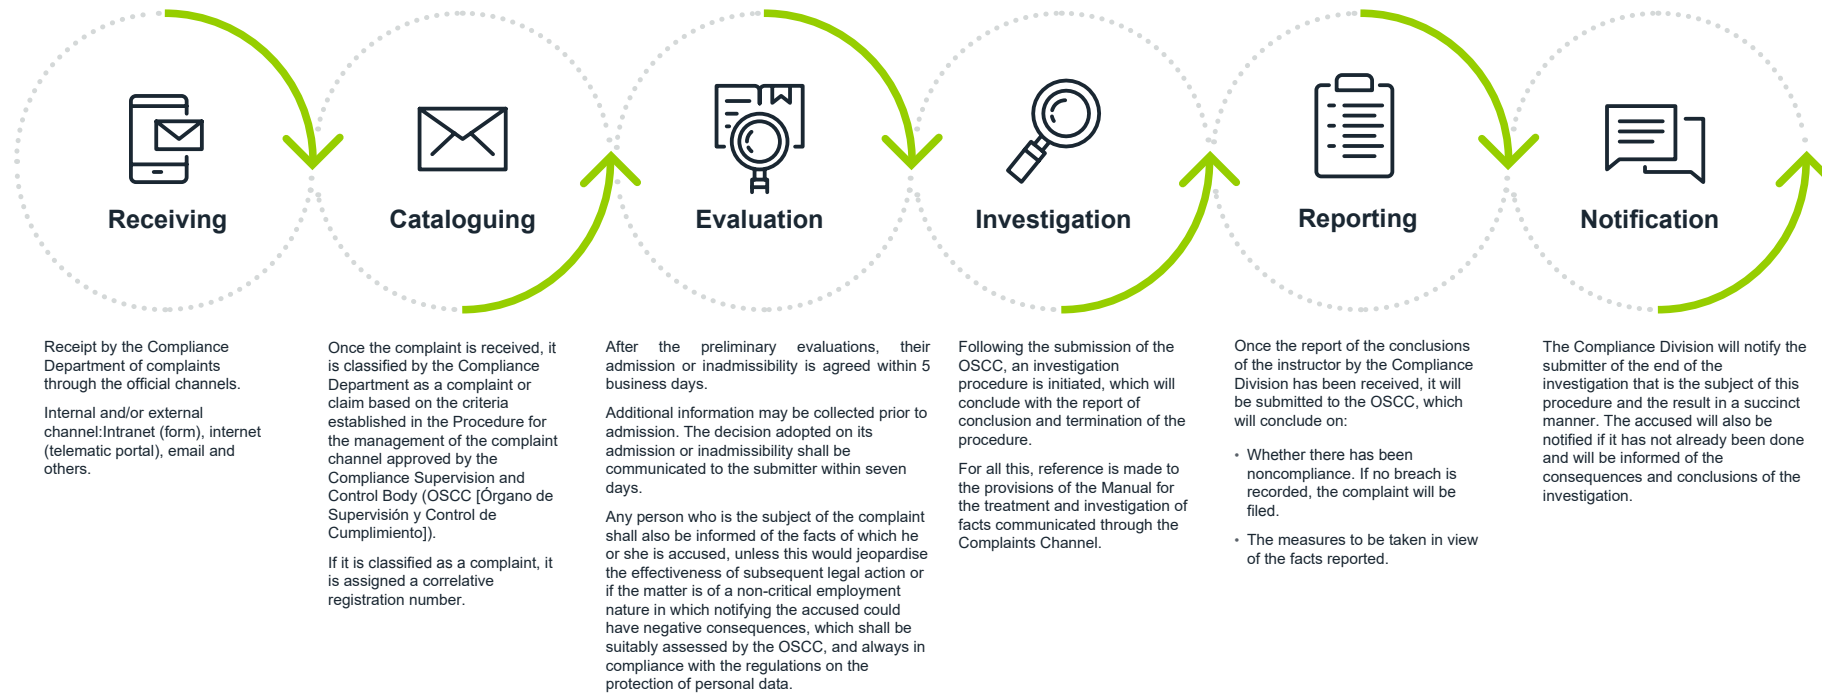 Receiving
Cataloguing
Evaluation
Investigation
Reporting
Notification
Receipt by the Compliance
Department of complaints
through the official channels.
Internal and/or external
channel:Intranet (form), internet
(telematic portal), email and
others.
Once the complaint is received, it
is classified by the Compliance
Department as a complaint or
claim based on the criteria
established in the Procedure for
the management of the complaint
channel approved by the
Compliance Supervision and
Control Body (OSCC [Órgano de
Supervisión y Control de
Cumplimiento]).
If it is classified as a complaint, it
is assigned a correlative
registration number.
After the preliminary evaluations, their
admission or inadmissibility is agreed within 5
business days.
Additional information may be collected prior to
admission. The decision adopted on its
admission or inadmissibility shall be
communicated to the submitter within seven
days.
Any person who is the subject of the complaint
shall also be informed of the facts of which he
or she is accused, unless this would jeopardise
the effectiveness of subsequent legal action or
if the matter is of a non-critical employment
nature in which notifying the accused could
have negative consequences, which shall be
suitably assessed by the OSCC, and always in
compliance with the regulations on the
protection of personal data.
Following the submission of the
OSCC, an investigation
procedure is initiated, which will
conclude with the report of
conclusion and termination of the
procedure.
For all this, reference is made to
the provisions of the Manual for
the treatment and investigation of
facts communicated through the
Complaints Channel.
Once the report of the conclusions
of the instructor by the Compliance
Division has been received, it will
be submitted to the OSCC, which
will conclude on:
• Whether there has been
noncompliance. If no breach is
recorded, the complaint will be
filed.
• The measures to be taken in view
of the facts reported.
The Compliance Division will notify the
submitter of the end of the
investigation that is the subject of this
procedure and the result in a succinct
manner. The accused will also be
notified if it has not already been done
and will be informed of the
consequences and conclusions of the
investigation.